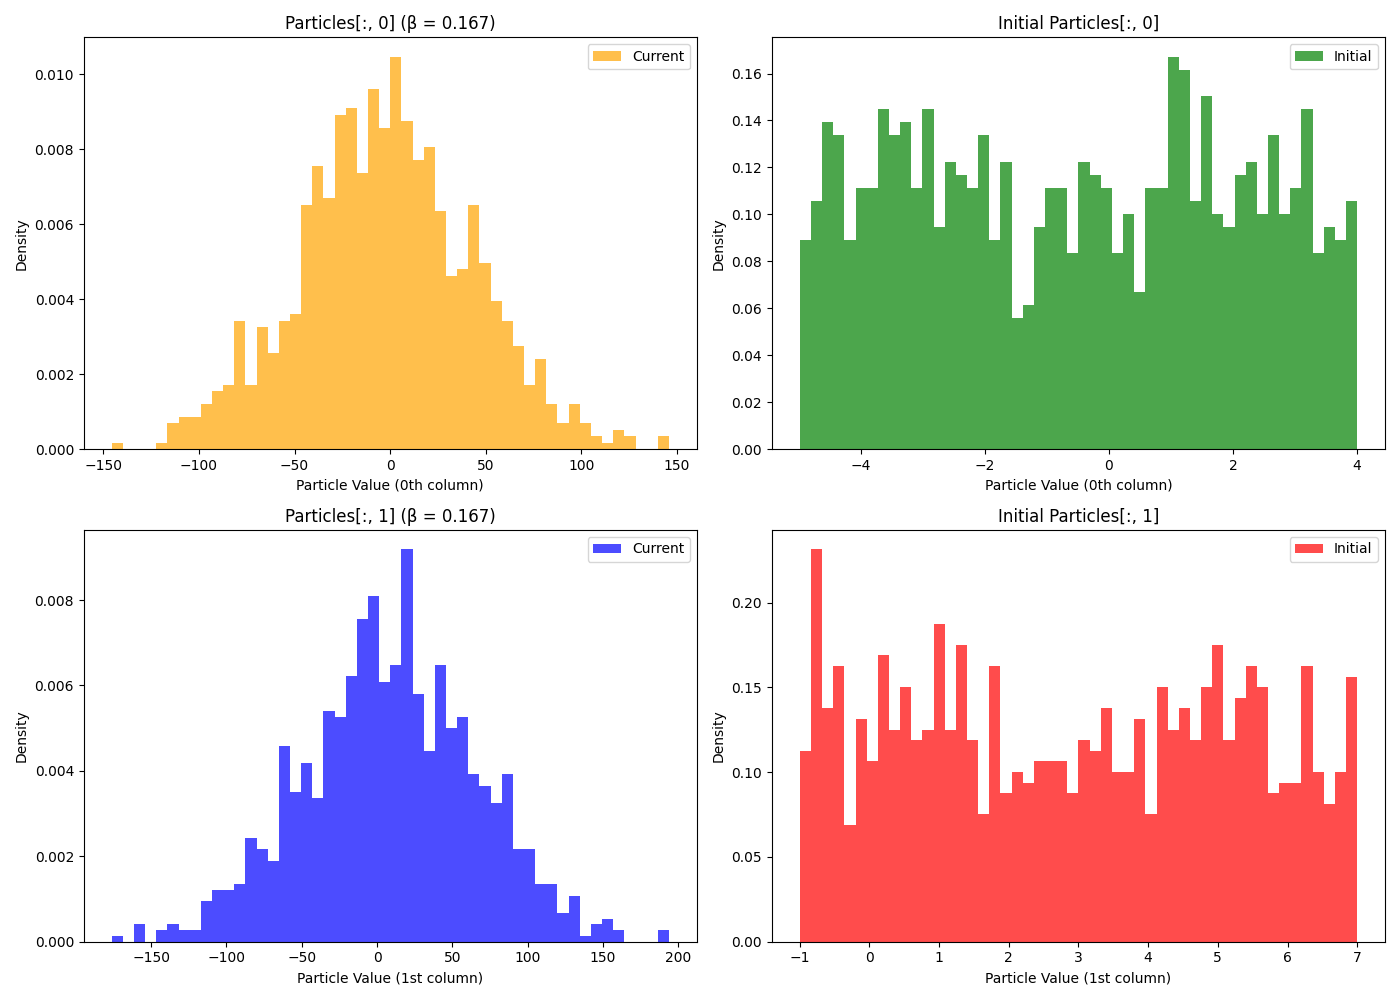 Particles[:, 0] (β = 0.167)
Current
Density
0.010
0.008
0.006
0.004
0.002
0.000
−150 −100 −50 0 50 100 150
Particle Value (0th column)
Initial Particles[:, 0]
Initial
Density
0.16
0.14
0.12
0.10
0.08
0.06
0.04
0.02
0.00
−4 −2 0 2 4
Particle Value (0th column)
Particles[:, 1] (β = 0.167)
Current
Density
0.008
0.006
0.004
0.002
0.000
−150 −100 −50 0 50 100 150 200
Particle Value (1st column)
Initial Particles[:, 1]
Initial
Density
0.20
0.15
0.10
0.05
0.00
−1 0 1 2 3 4 5 6 7
Particle Value (1st column)